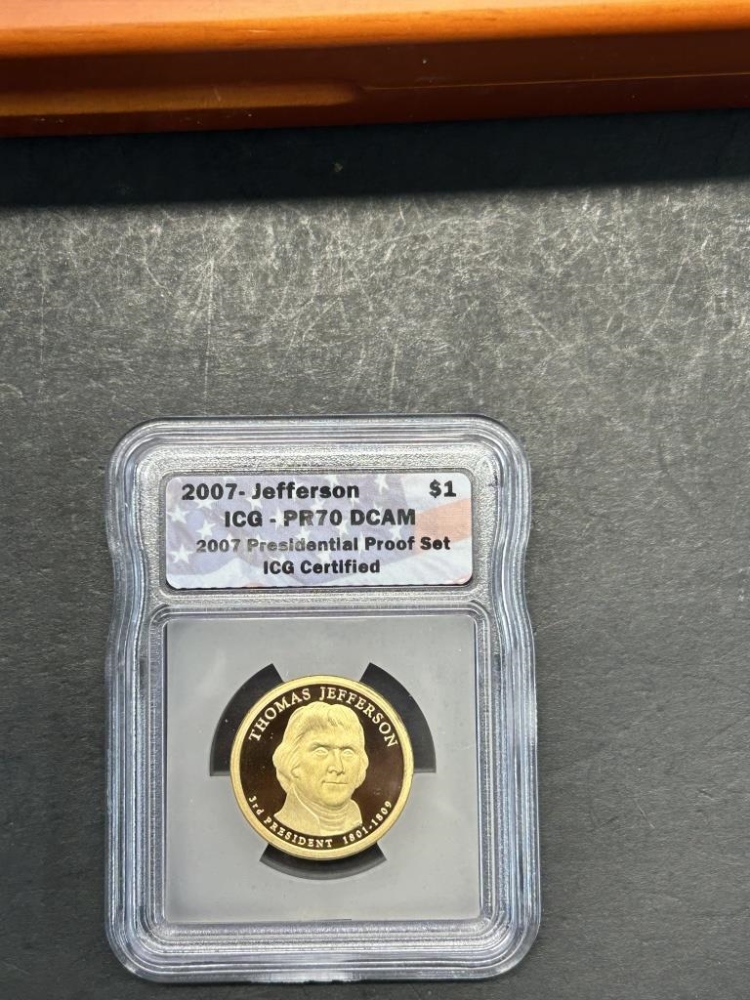 2007- Jefferson $1
ICG - PR70 DCAM
2007 Presidential Proof Set
ICG Certified
THOMAS JEFFERSON
3rd PRESIDENT 1801-1809